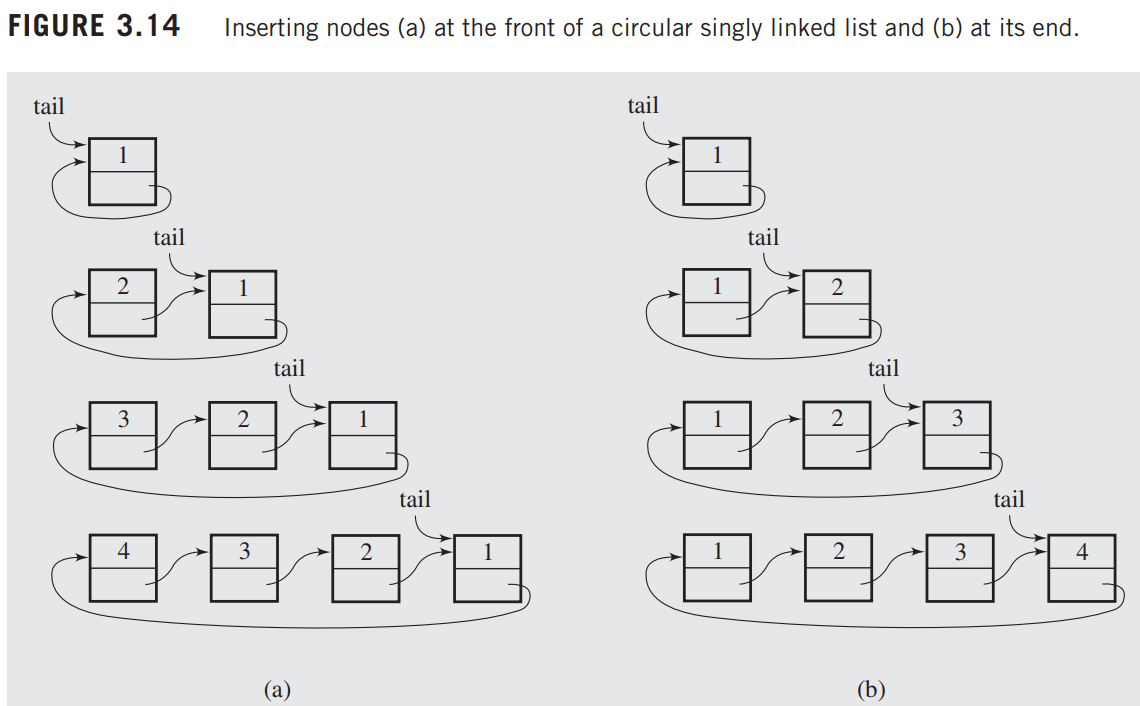 FIGURE 3.14 Inserting nodes (a) at the front of a circular singly linked list and (b) at its end.
tail
1
tail
2 1
tail
3 2 1
tail
4 3 2 1
(a)
tail
1
tail
1 2
tail
1 2 3
tail
1 2 3 4
(b)